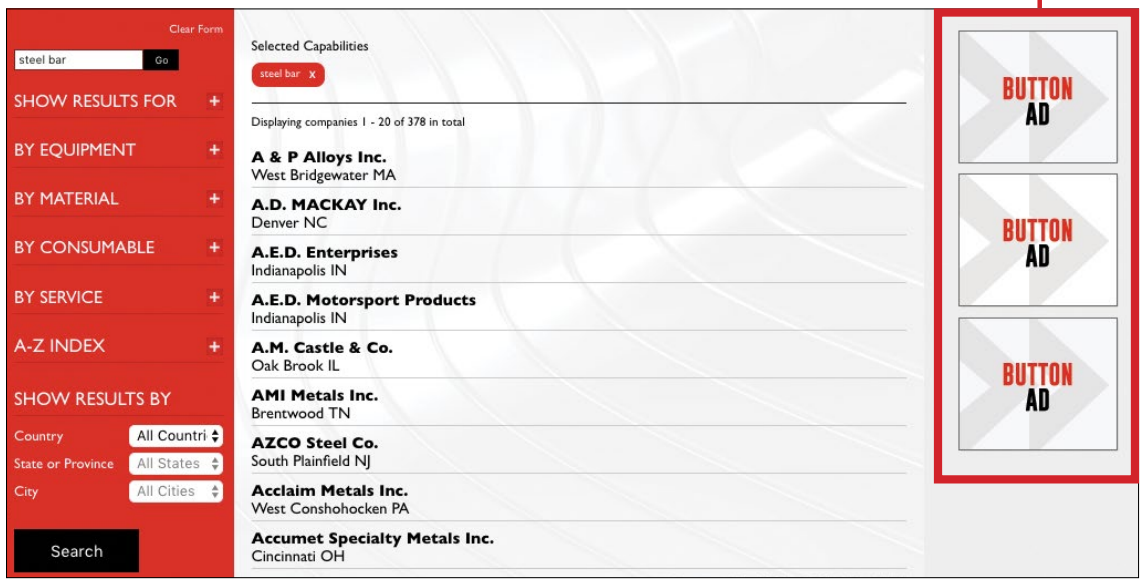 Clear Form
steel bar Go
SHOW RESULTS FOR +
BY EQUIPMENT +
BY MATERIAL +
BY CONSUMABLE +
BY SERVICE +
A-Z INDEX +
SHOW RESULTS BY
Country All Countri
State or Province All States
City All Cities
Search
Selected Capabilities
steel bar x
Displaying companies 1 - 20 of 378 in total
A & P Alloys Inc.
West Bridgewater MA
A.D. MACKAY Inc.
Denver NC
A.E.D. Enterprises
Indianapolis IN
A.E.D. Motorsport Products
Indianapolis IN
A.M. Castle & Co.
Oak Brook IL
AMI Metals Inc.
Brentwood TN
AZCO Steel Co.
South Plainfield NJ
Acclaim Metals Inc.
West Conshohocken PA
Accumet Specialty Metals Inc.
Cincinnati OH
BUTTON
AD
BUTTON
AD
BUTTON
AD